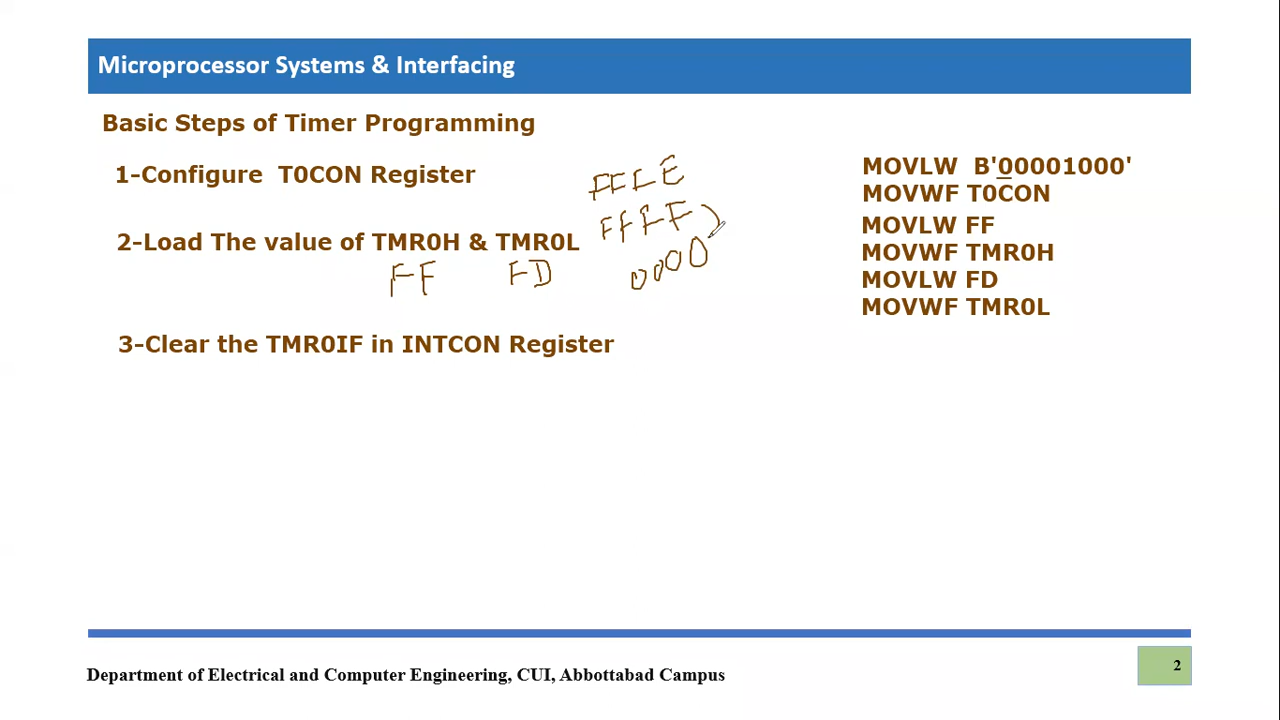 Microprocessor Systems & Interfacing
Basic Steps of Timer Programming
1-Configure T0CON Register
FFFE
FFFF
2-Load The value of TMR0H & TMR0L
FF FD
0000
3-Clear the TMR0IF in INTCON Register
MOVLW B'00001000'
MOVWF T0CON
MOVLW FF
MOVWF TMR0H
MOVLW FD
MOVWF TMR0L
Department of Electrical and Computer Engineering, CUI, Abbottabad Campus
2